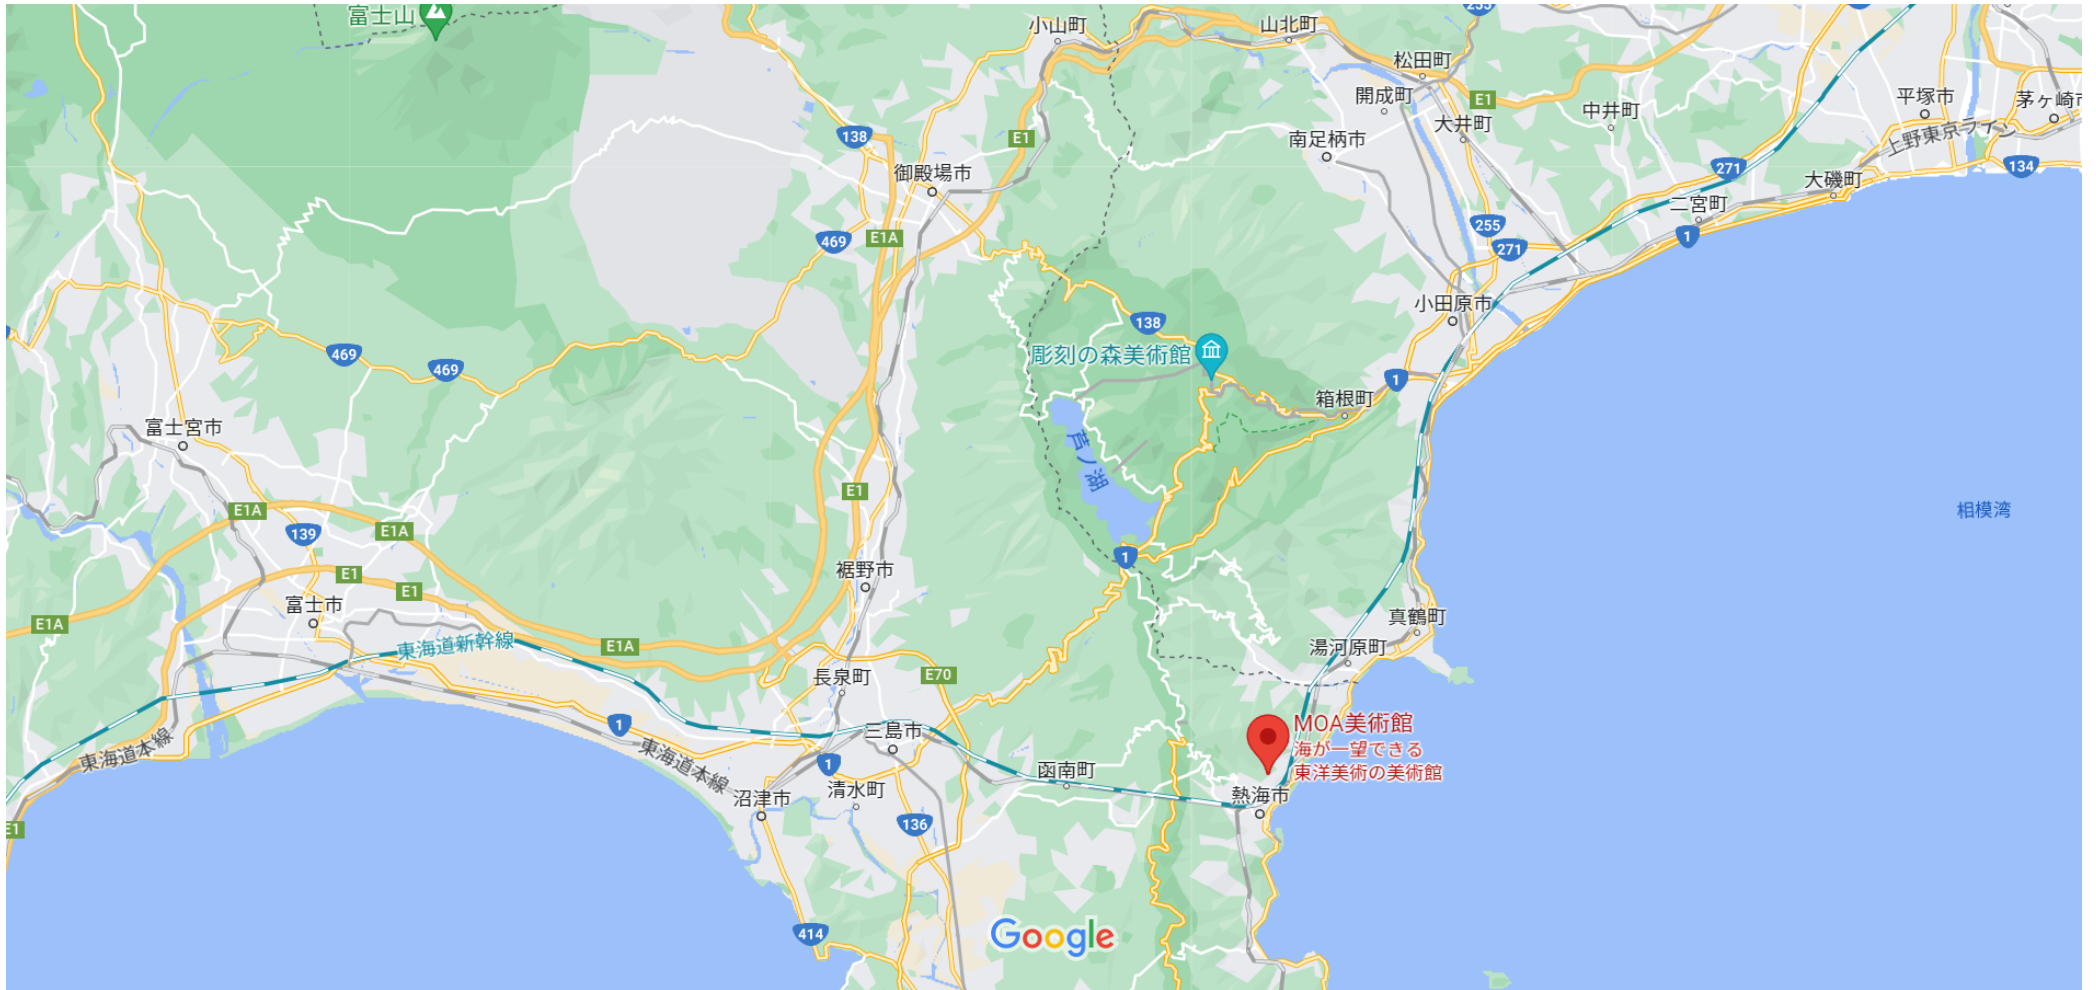 富士山
小山町
山北町
255
松田町
開成町
E1
中井町
平塚市
茅ヶ崎市
138
E1
大井町
南足柄市
上野東京ライン
御殿場市
271
134
大磯町
二宮町
469
E1A
255
271
1
小田原市
138
469
469
彫刻の森美術館
1
箱根町
富士宮市
芦ノ湖
E1
E1A
E1A
139
相模湾
1
裾野市
E1
E1
富士市
E1A
真鶴町
東海道新幹線
E1A
湯河原町
長泉町
E70
1
三島市
MOA美術館
海が一望できる
東洋美術の美術館
東海道本線
東海道本線
1
函南町
沼津市
清水町
熱海市
136
E1
414
Google